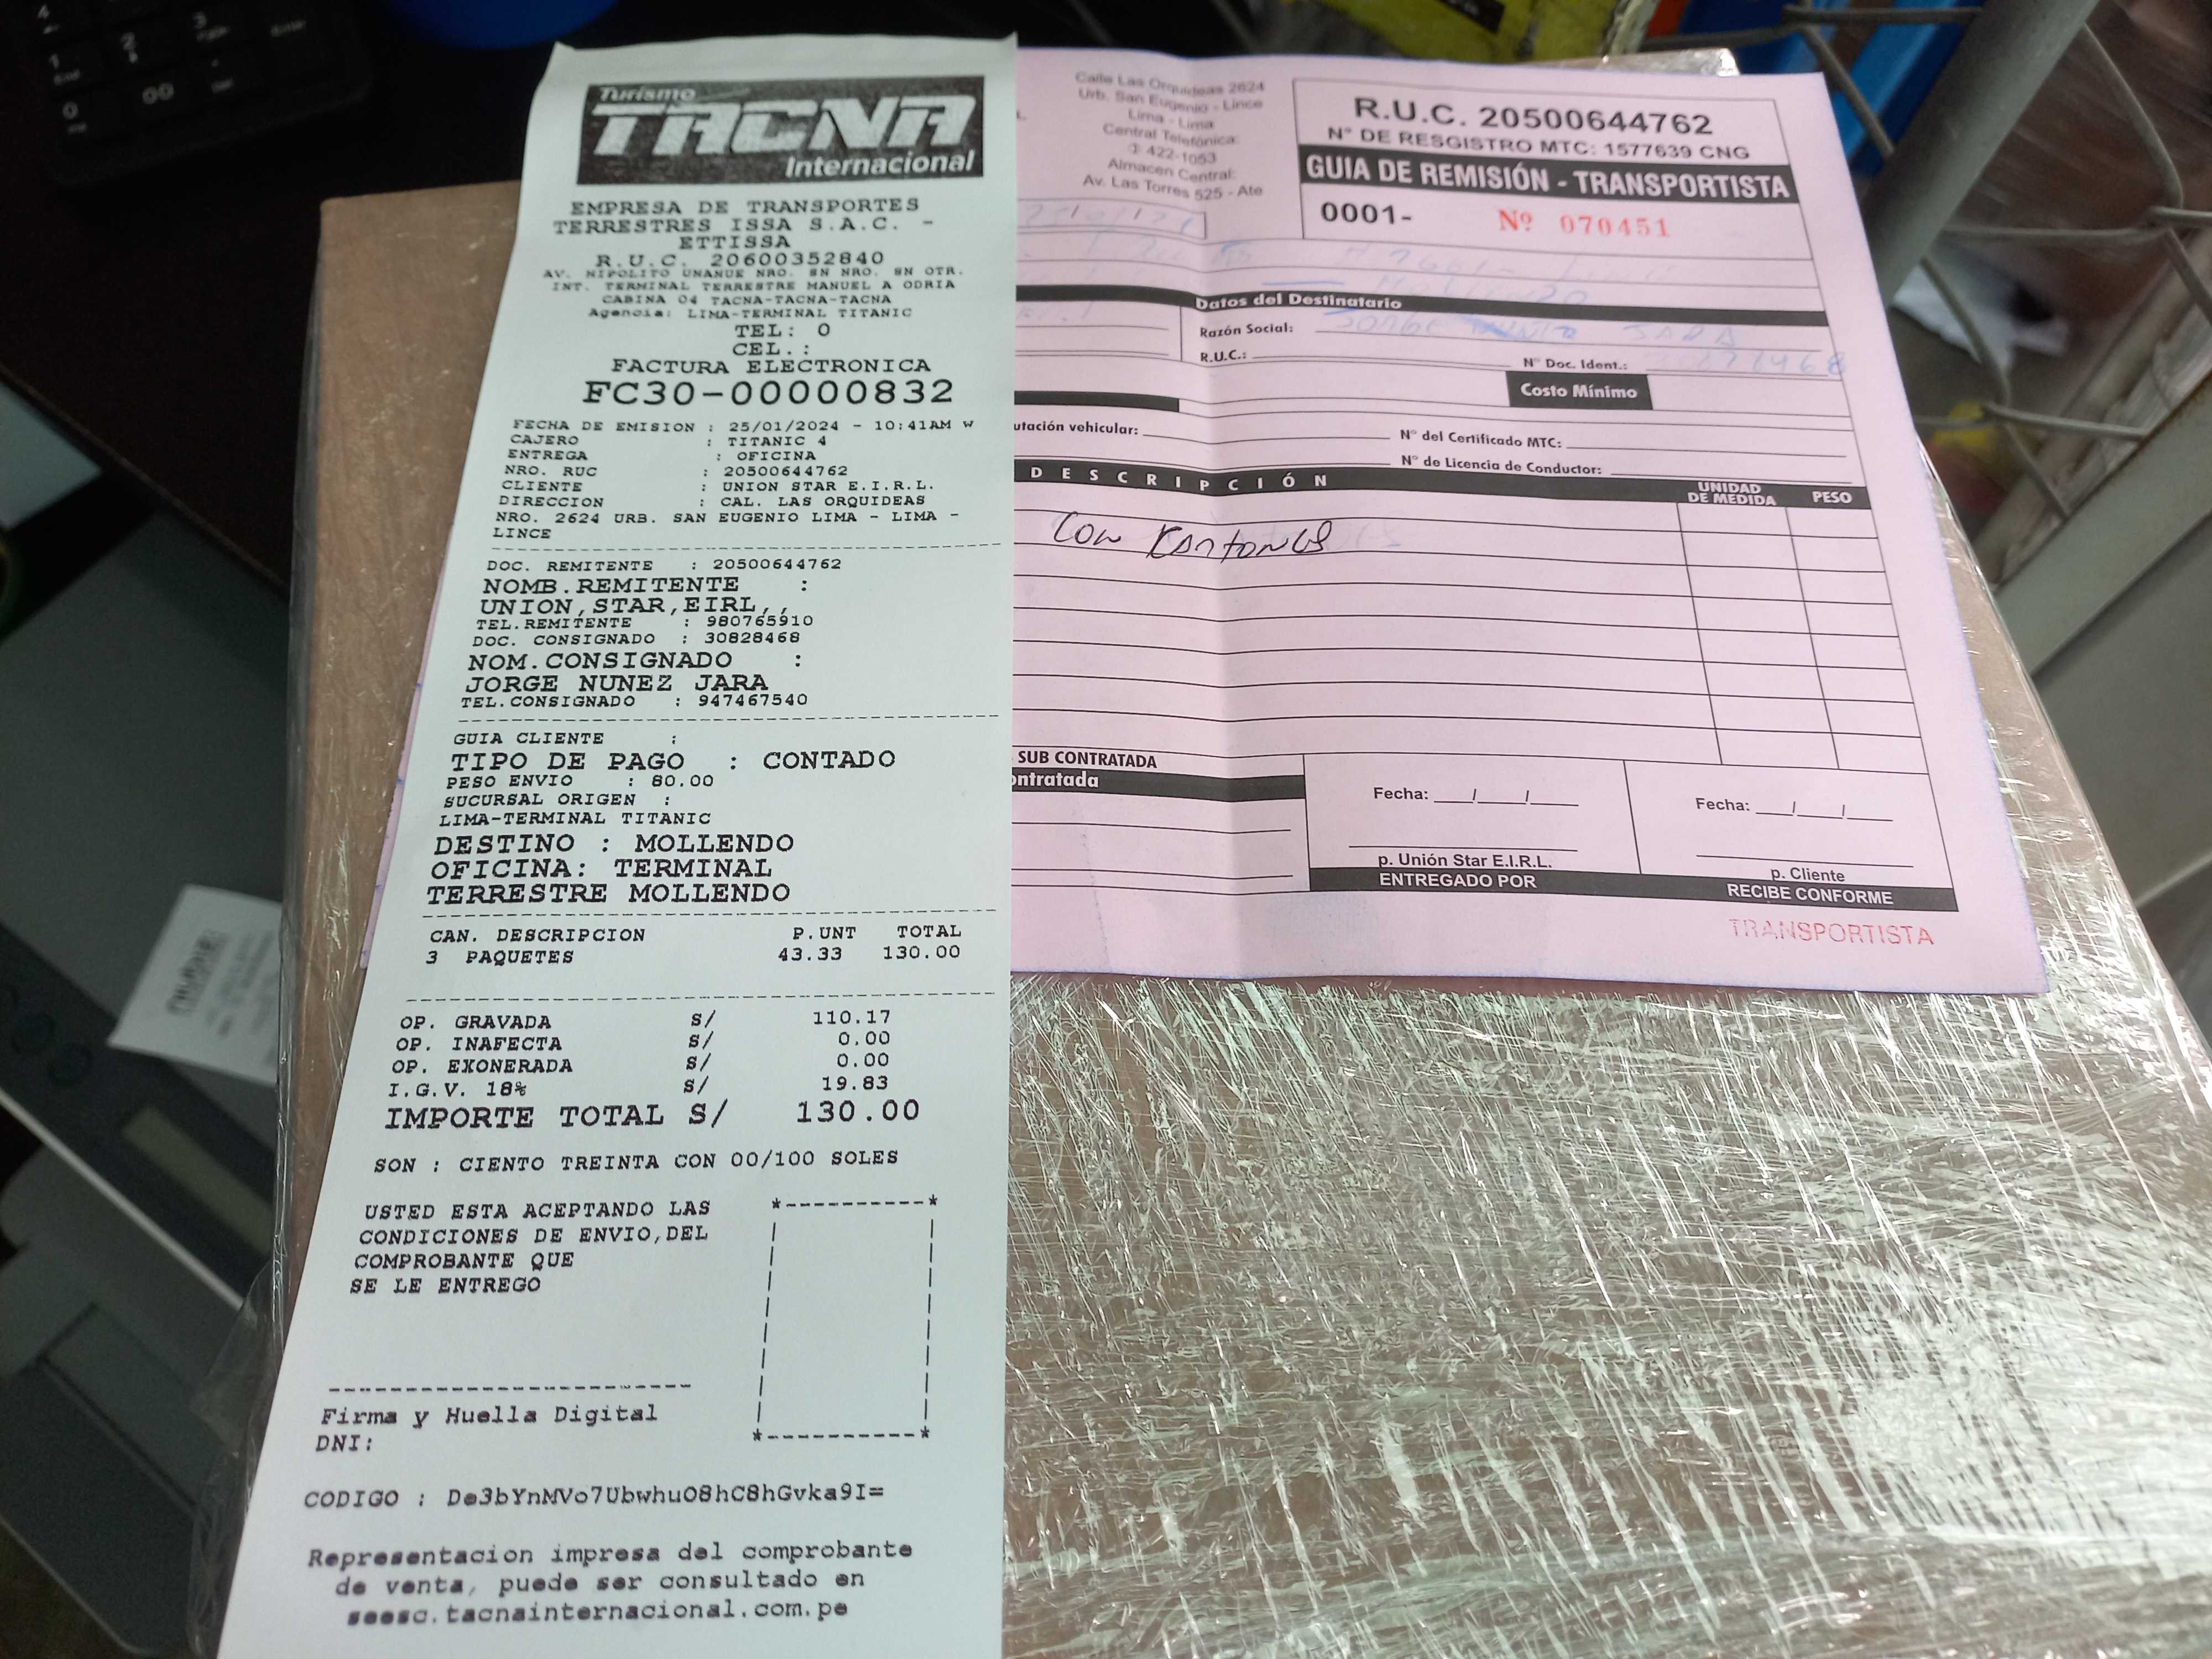 Turismo
TACNA
Internacional
EMPRESA DE TRANSPORTES
TERRESTRES ISSA S.A.C. -
ETTISSA
R.U.C. 20600352840
AV. HIPOLITO UNANUE NRO. SN NRO. SN OTR.
INT. TERMINAL TERRESTRE MANUEL A ODRIA
CABINA 04 TACNA-TACNA-TACNA
Agencia: LIMA-TERMINAL TITANIC
TEL: 0
CEL.:
FACTURA ELECTRONICA
FC30-00000832
FECHA DE EMISION : 25/01/2024 - 10:41AM W
CAJERO : TITANIC 4
ENTREGA : OFICINA
NRO. RUC : 20500644762
CLIENTE : UNION STAR E.I.R.L.
DIRECCION : CAL. LAS ORQUIDEAS
NRO. 2624 URB. SAN EUGENIO LIMA - LIMA -
LINCE
DOC. REMITENTE : 20500644762
NOMB.REMITENTE :
UNION,STAR,EIRL,,
TEL.REMITENTE : 980765910
DOC. CONSIGNADO : 30828468
NOM.CONSIGNADO :
JORGE NUNEZ JARA
TEL.CONSIGNADO : 947467540
GUIA CLIENTE :
TIPO DE PAGO : CONTADO
PESO ENVIO : 80.00
SUCURSAL ORIGEN :
LIMA-TERMINAL TITANIC
DESTINO : MOLLENDO
OFICINA: TERMINAL
TERRESTRE MOLLENDO
CAN. DESCRIPCION P.UNT TOTAL
3 PAQUETES 43.33 130.00
OP. GRAVADA S/ 110.17
OP. INAFECTA S/ 0.00
OP. EXONERADA S/ 0.00
I.G.V. 18% S/ 19.83
IMPORTE TOTAL S/ 130.00
SON : CIENTO TREINTA CON 00/100 SOLES
USTED ESTA ACEPTANDO LAS
CONDICIONES DE ENVIO,DEL
COMPROBANTE QUE
SE LE ENTREGO
Firma y Huella Digital
DNI:
CODIGO : De3bYnMVo7UbwhuO8hC8hGvka9I=
Representacion impresa del comprobante
de venta, puede ser consultado en
seesc.tacnainternacional.com.pe
Calle Las Orquideas 2624
Urb. San Eugenio - Lince
Lima - Lima
Central Telefónica:
422-1053
Almacen Central:
Av. Las Torres 525 - Ate
R.U.C. 20500644762
N° DE RESGISTRO MTC: 1577639 CNG
GUIA DE REMISIÓN - TRANSPORTISTA
0001- Nº 070451
Datos del Destinatario
Razón Social: JORGE JARA
R.U.C.: N° Doc. Ident.:
Costo Mínimo
utación vehicular: N° del Certificado MTC:
N° de Licencia de Conductor:
DESCRIPCIÓN UNIDAD DE MEDIDA PESO
Con Kartones
SUB CONTRATADA
ontratada
Fecha: __/__/__ Fecha: __/__/__
p. Unión Star E.I.R.L. p. Cliente
ENTREGADO POR RECIBE CONFORME
TRANSPORTISTA